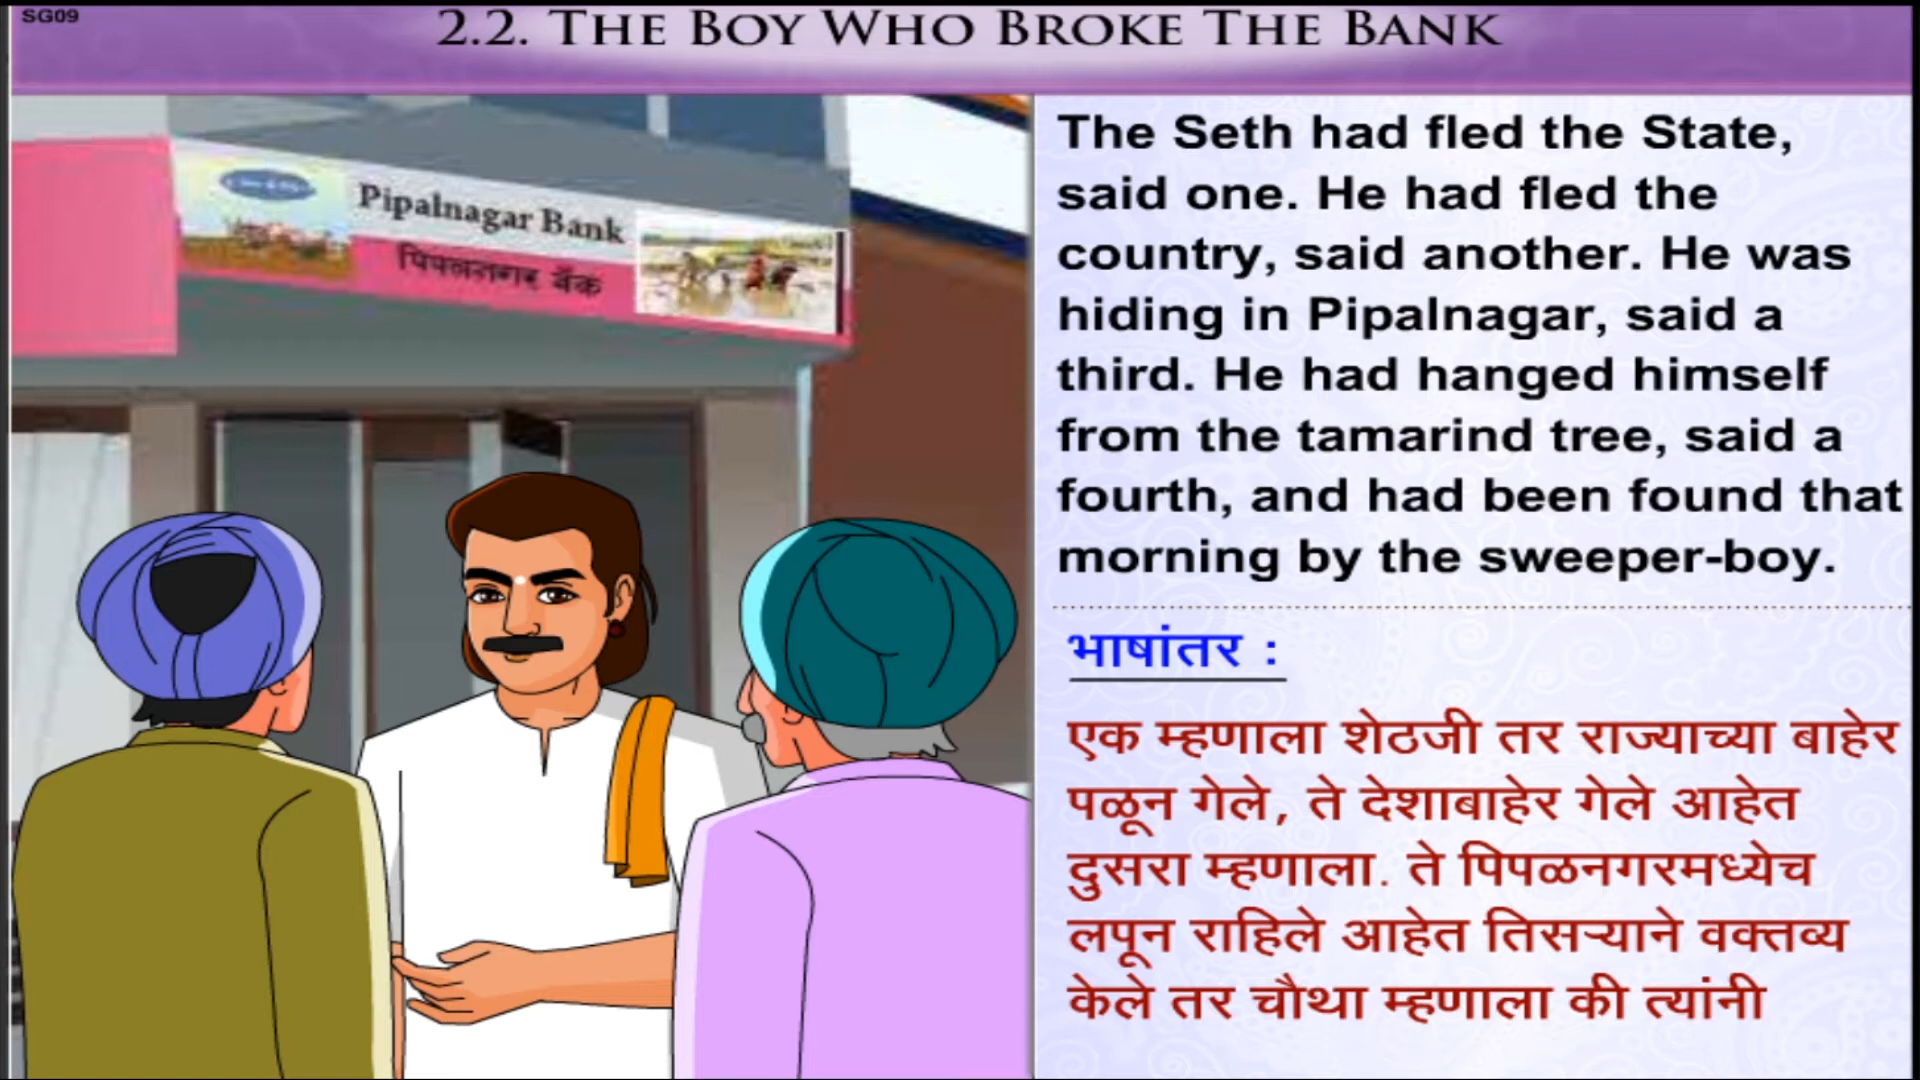 SG09
2.2. The Boy Who Broke The Bank
Pipalnagar Bank
पिपलनगर बँक
The Seth had fled the State,
said one. He had fled the
country, said another. He was
hiding in Pipalnagar, said a
third. He had hanged himself
from the tamarind tree, said a
fourth, and had been found that
morning by the sweeper-boy.
भाषांतर :
एक म्हणाला शेठजी तर राज्याच्या बाहेर
पळून गेले, ते देशाबाहेर गेले आहेत
दुसरा म्हणाला. ते पिपळनगरमध्येच
लपून राहिले आहेत तिसऱ्याने वक्तव्य
केले तर चौथा म्हणाला की त्यांनी